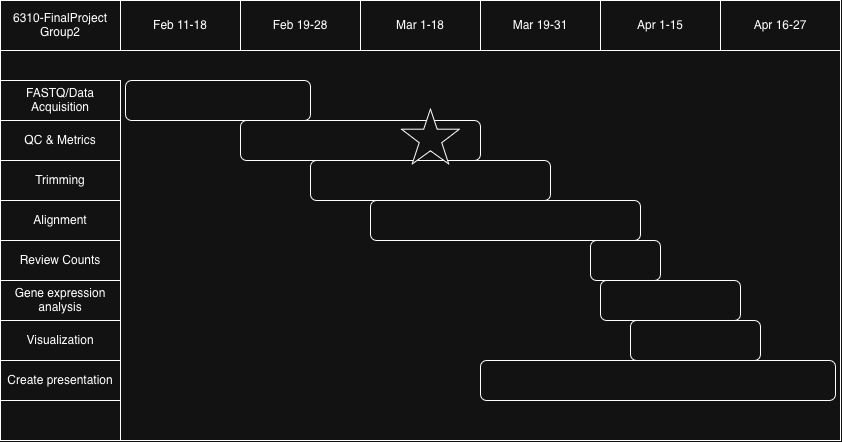 6310-FinalProject
Group2
Feb 11-18
Feb 19-28
Mar 1-18
Mar 19-31
Apr 1-15
Apr 16-27
FASTQ/Data
Acquisition
QC & Metrics
Trimming
Alignment
Review Counts
Gene expression
analysis
Visualization
Create presentation